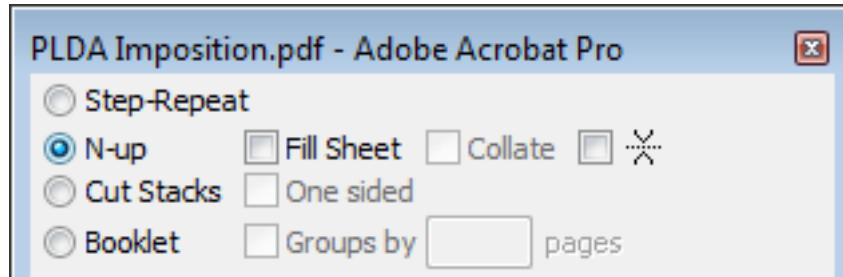 PLDA Imposition.pdf - Adobe Acrobat Pro
Step-Repeat
N-up Fill Sheet Collate
Cut Stacks One sided
Booklet Groups by pages